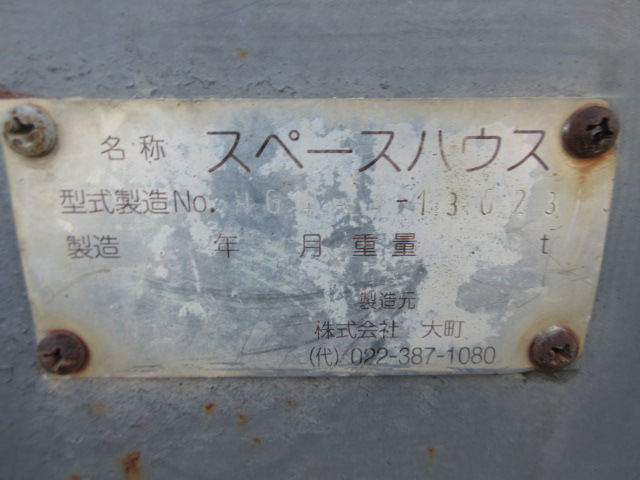 名称 スペースハウス
型式製造No. -13023
製造 年 月 重量 t
製造元
株式会社 大町
(代) 022-387-1080